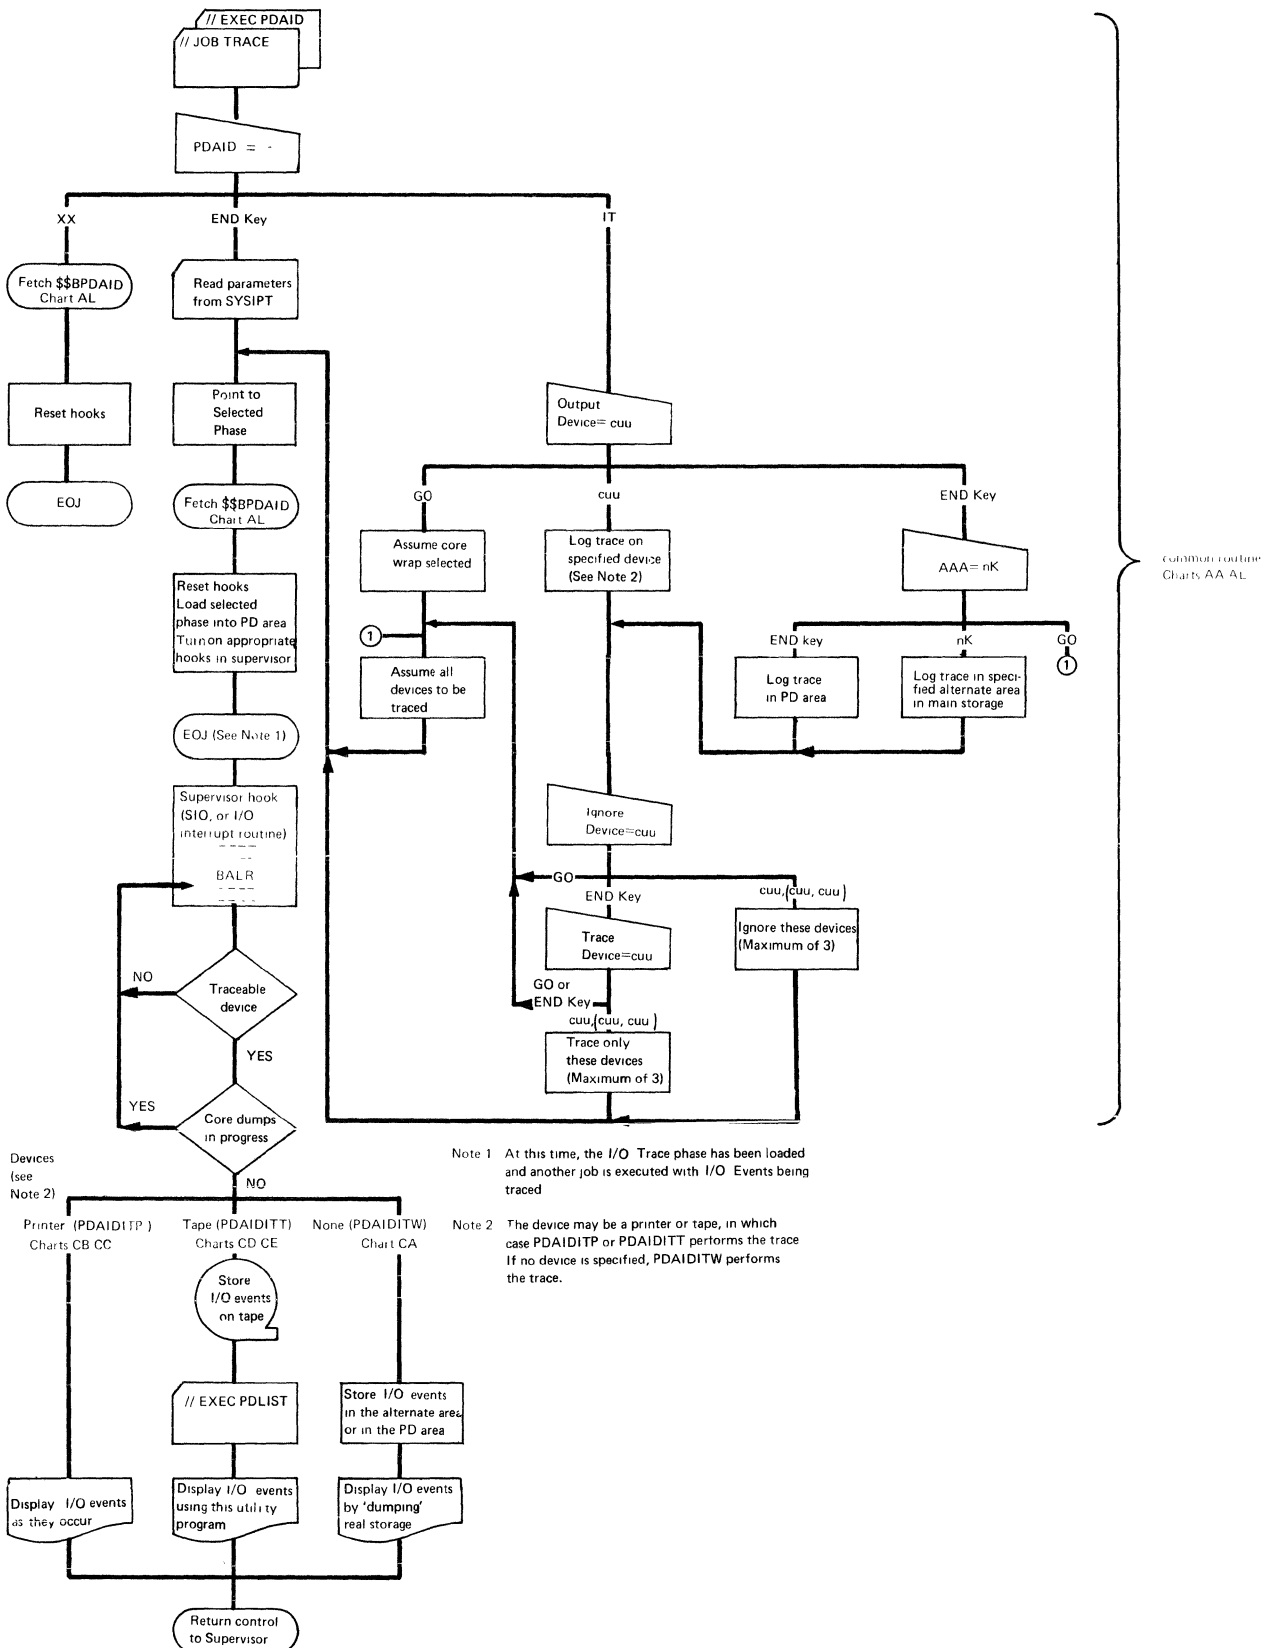 // EXEC PDAID
// JOB TRACE
PDAID = -
XX
END Key
IT
Fetch $$BPDAID
Chart AL
Read parameters
from SYSIPT
Reset hooks
Point to
Selected
Phase
Output
Device= cuu
EOJ
Fetch $$BPDAID
Chart AL
GO
cuu
END Key
Assume core
wrap selected
Log trace on
specified device
(See Note 2)
AAA= nK
common routine
Charts AA AL
Reset hooks
Load selected
phase into PD area
Turn on appropriate
hooks in supervisor
1
END key
nK
GO
1
Assume all
devices to be
traced
Log trace
in PD area
Log trace in speci-
fied alternate area
in main storage
EOJ (See Note 1)
Supervisor hook
(SIO, or I/O
interrupt routine)
BALR
Ignore
Device=cuu
GO
END Key
cuu,(cuu, cuu )
Trace
Device=cuu
Ignore these devices
(Maximum of 3)
NO
Traceable
device
GO or
END Key
cuu,(cuu, cuu )
YES
Trace only
these devices
(Maximum of 3)
YES
Core dumps
in progress
NO
Devices
(see
Note 2)
Note 1 At this time, the I/O Trace phase has been loaded
and another job is executed with I/O Events being
traced
Printer (PDAIDITP )
Charts CB CC
Tape (PDAIDITT)
Charts CD CE
None (PDAIDITW)
Chart CA
Note 2 The device may be a printer or tape, in which
case PDAIDITP or PDAIDITT performs the trace
If no device is specified, PDAIDITW performs
the trace.
Store
I/O events
on tape
// EXEC PDLIST
Store I/O events
in the alternate area
or in the PD area
Display I/O events
as they occur
Display I/O events
using this utility
program
Display I/O events
by 'dumping'
real storage
Return control
to Supervisor